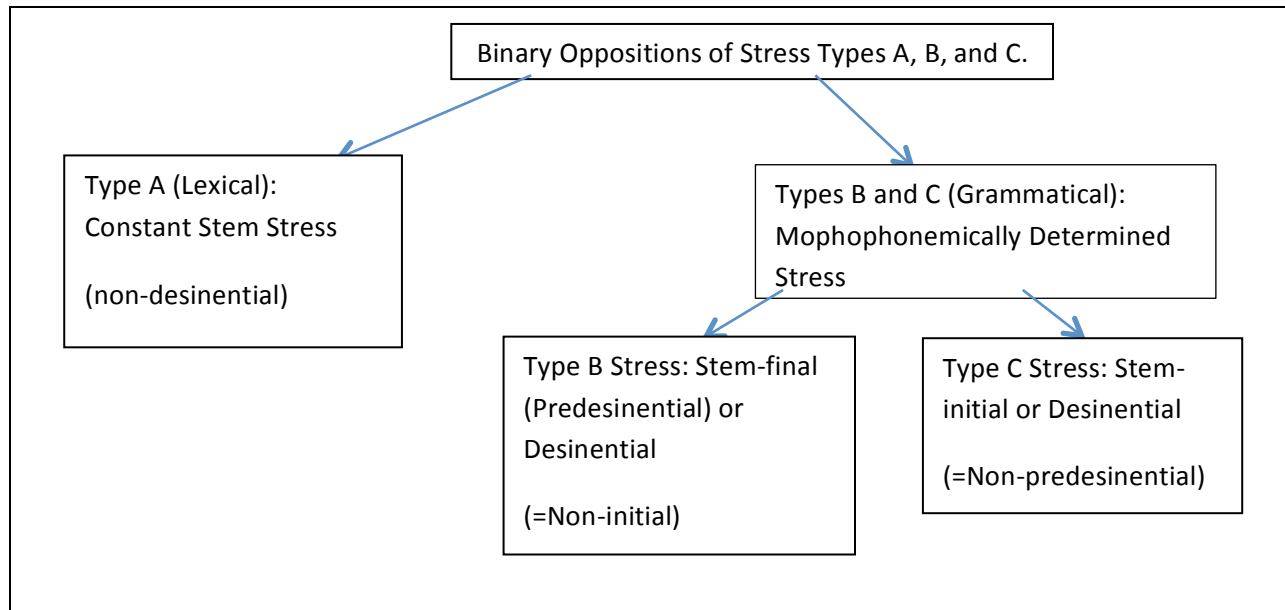 Binary Oppositions of Stress Types A, B, and C.
Type A (Lexical):
Constant Stem Stress
(non-desinential)
Types B and C (Grammatical):
Mophophonemically Determined
Stress
Type B Stress: Stem-final
(Predesinential) or
Desinential
(=Non-initial)
Type C Stress: Stem-
initial or Desinential
(=Non-predesinential)